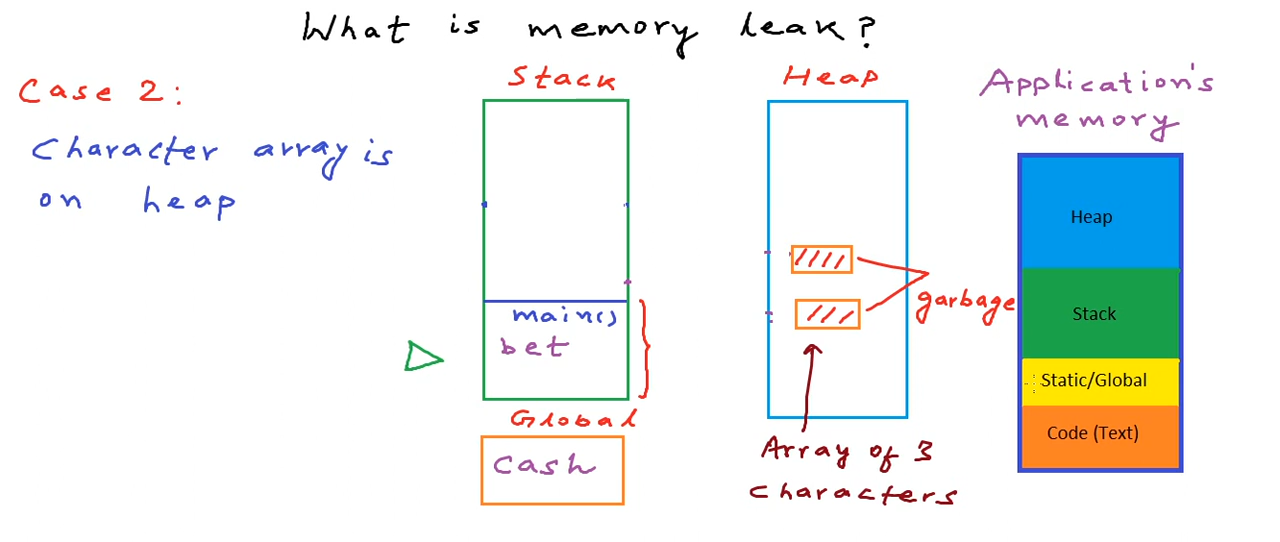 What is memory leak?
Case 2:
Character array is
on heap
Stack
main()
bet
Global
cash
Heap
garbage
Array of 3
characters
Application's
memory
Heap
Stack
Static/Global
Code (Text)